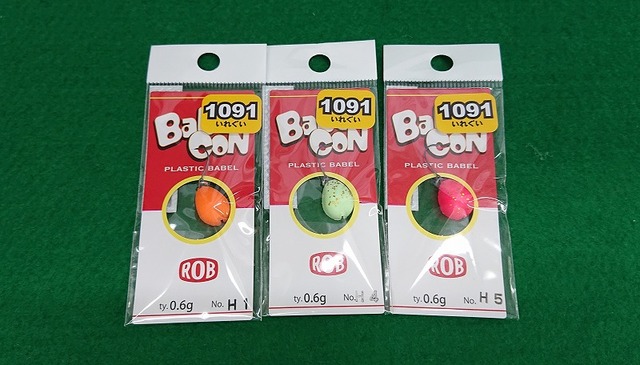 1091
いれぐい
BaCoN
PLASTIC BABEL
ROB
ty. 0.6g No. H 1
1091
いれぐい
BaCoN
PLASTIC BABEL
ROB
ty. 0.6g No. H 4
1091
いれぐい
BaCoN
PLASTIC BABEL
ROB
ty. 0.6g No. H 5